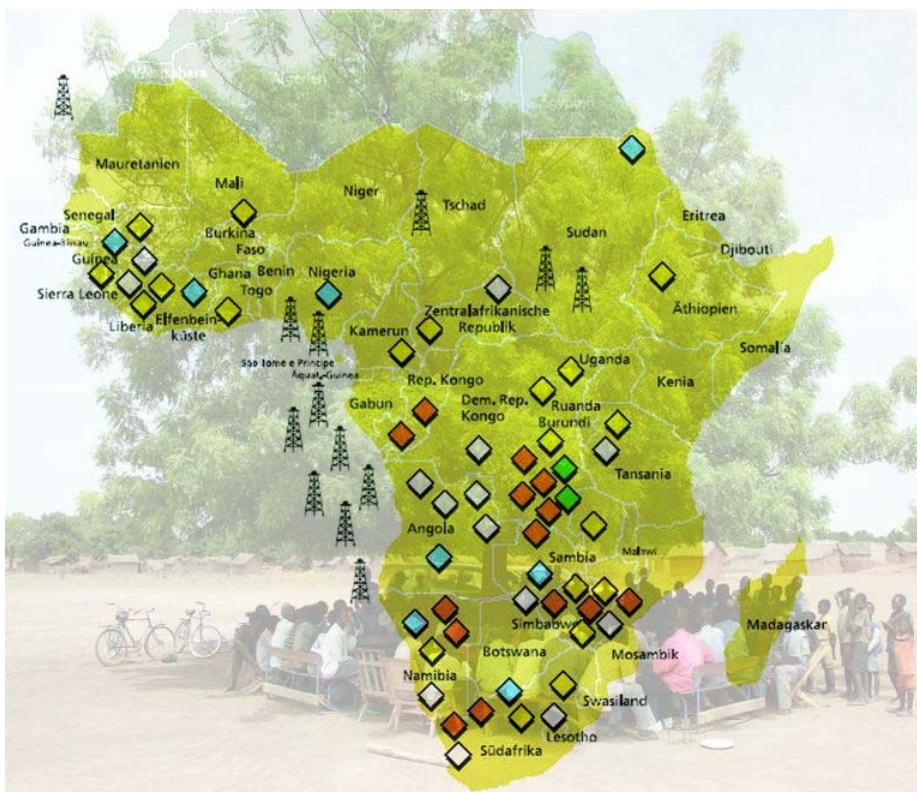 Mauretanien
Mali
Niger
Tschad
Sudan
Eritrea
Djibouti
Senegal
Gambia
Guinea-Bissau
Guinea
Burkina
Faso
Ghana
Benin
Togo
Nigeria
Sierra Leone
Liberia
Elfenbein
küste
Kamerun
Zentralafrikanische
Republik
Äthiopien
Somalia
São Tome e Principe
Äquat.-Guinea
Uganda
Kenia
Gabun
Rep. Kongo
Dem. Rep.
Kongo
Ruanda
Burundi
Tansania
Angola
Sambia
Malawi
Simbabwe
Mosambik
Madagaskar
Namibia
Botswana
Swasiland
Lesotho
Südafrika